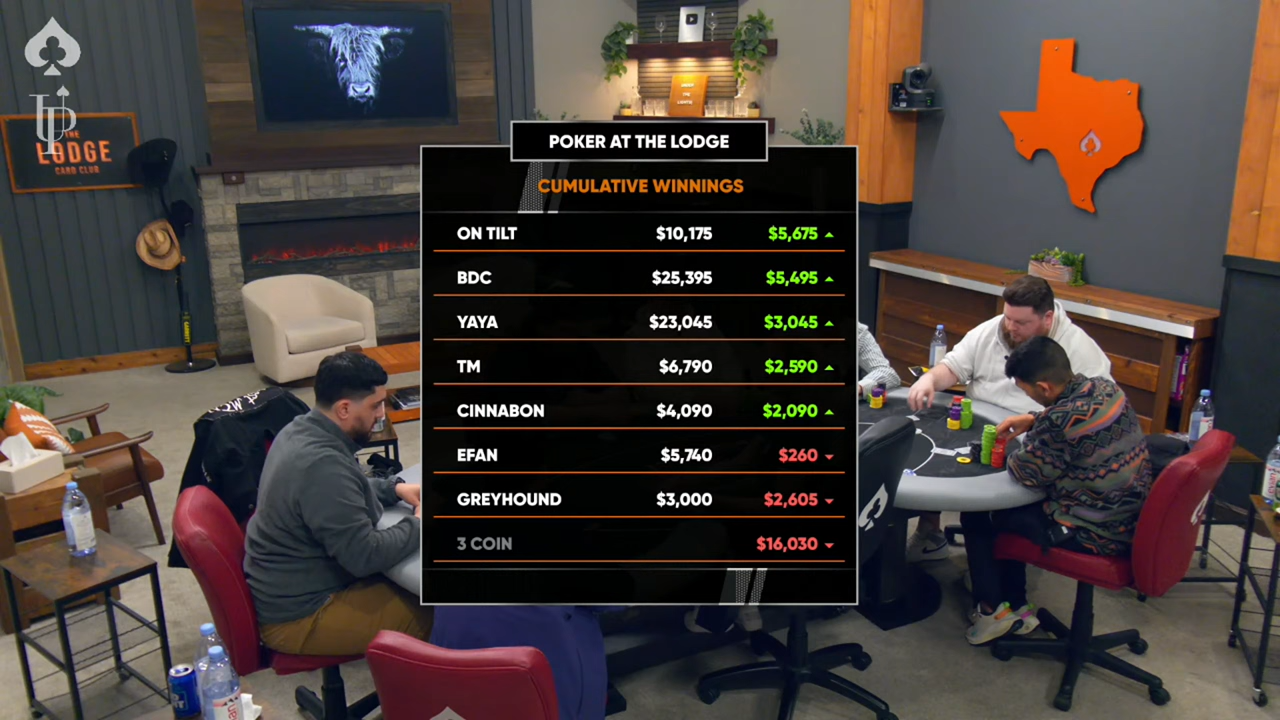 UP
THE
LODGE
CARD CLUB
POKER AT THE LODGE
CUMULATIVE WINNINGS
ON TILT $10,175 $5,675
BDC $25,395 $5,495
YAYA $23,045 $3,045
TM $6,790 $2,590
CINNABON $4,090 $2,090
EFAN $5,740 $260
GREYHOUND $3,000 $2,605
3 COIN $16,030